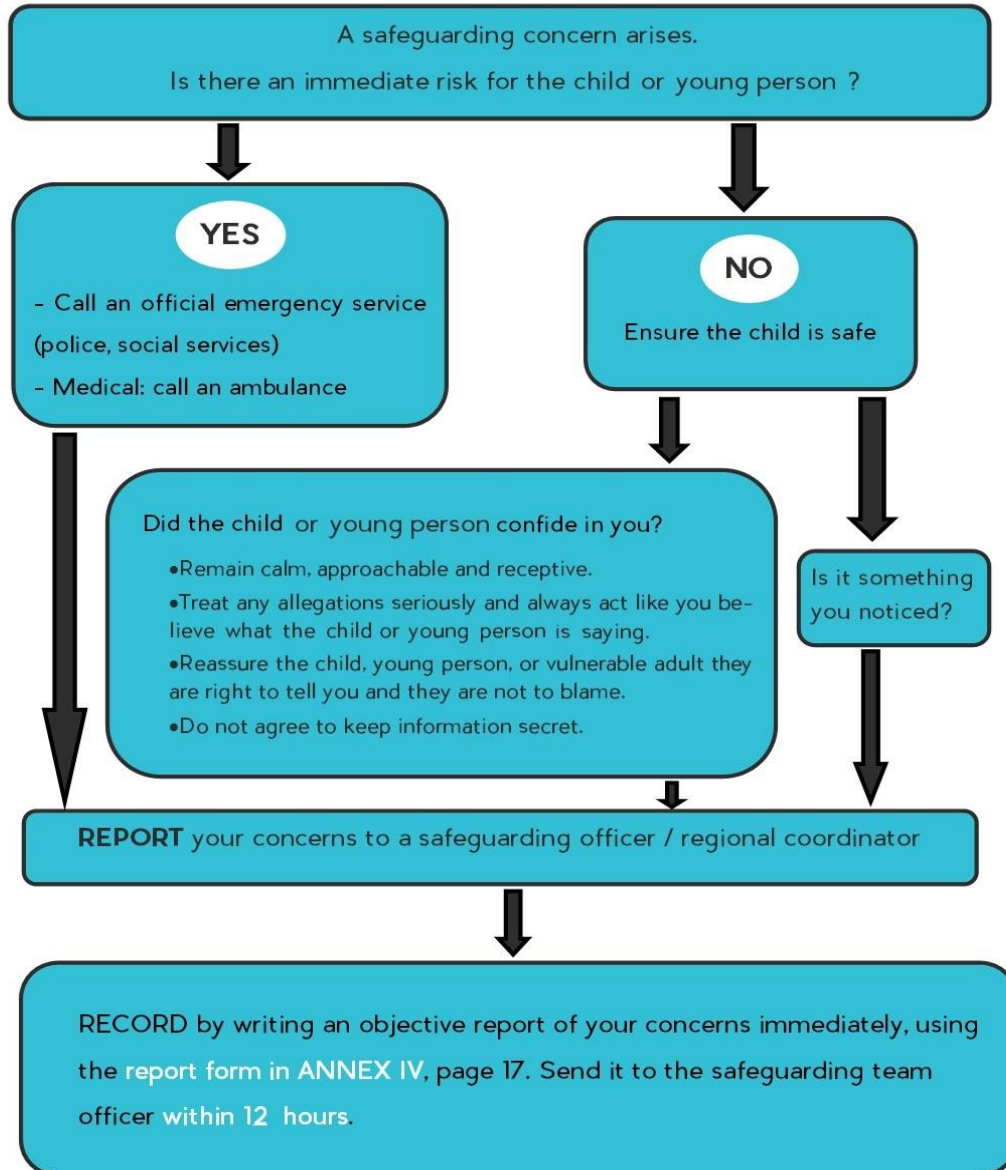 A safeguarding concern arises.
Is there an immediate risk for the child or young person ?
YES
- Call an official emergency service
(police, social services)
- Medical: call an ambulance
NO
Ensure the child is safe
Did the child or young person confide in you?
•Remain calm, approachable and receptive.
•Treat any allegations seriously and always act like you be-
lieve what the child or young person is saying.
•Reassure the child, young person, or vulnerable adult they
are right to tell you and they are not to blame.
•Do not agree to keep information secret.
Is it something
you noticed?
REPORT your concerns to a safeguarding officer / regional coordinator
RECORD by writing an objective report of your concerns immediately, using
the report form in ANNEX IV, page 17. Send it to the safeguarding team
officer within 12 hours.